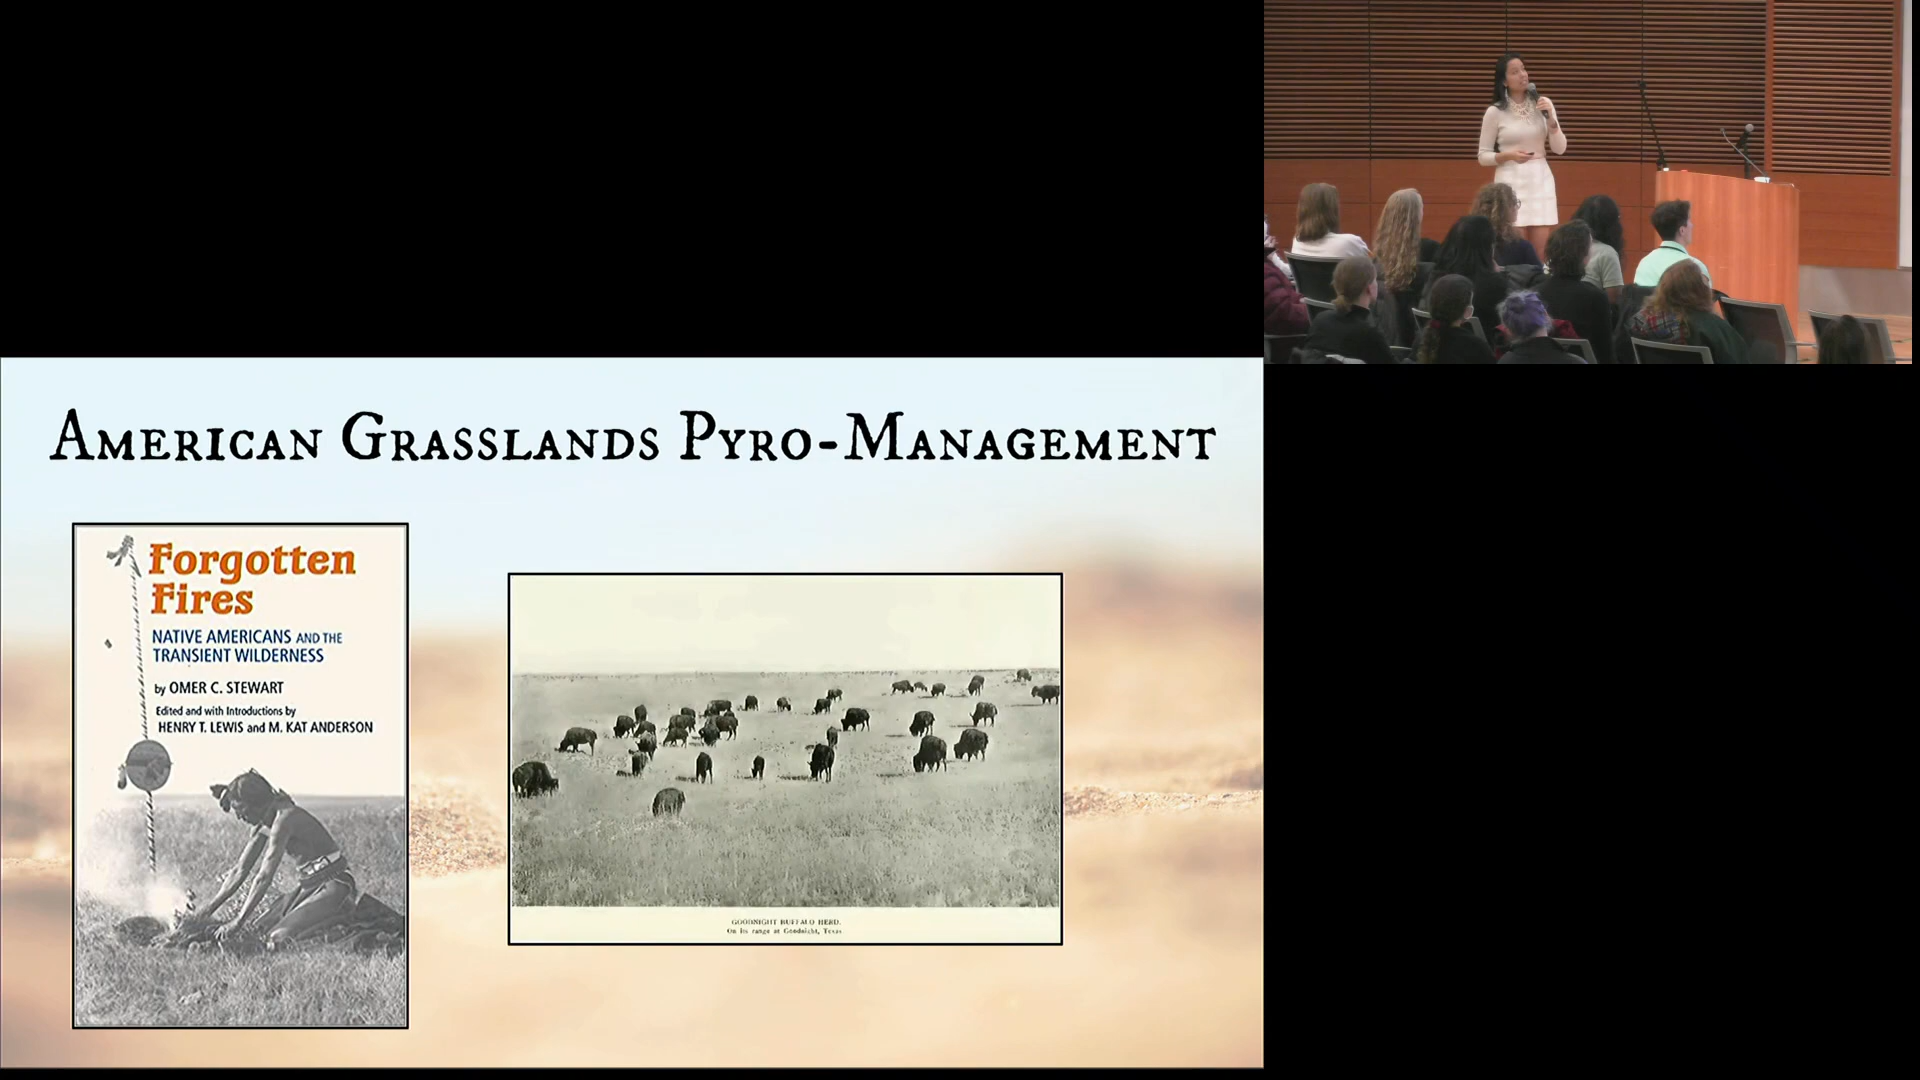 American Grasslands Pyro-Management
Forgotten
Fires
NATIVE AMERICANS AND THE
TRANSIENT WILDERNESS
by OMER C. STEWART
Edited and with Introductions by
HENRY T. LEWIS and M. KAT ANDERSON
GOODNIGHT BUFFALO HERD.
On its range at Goodnight, Texas